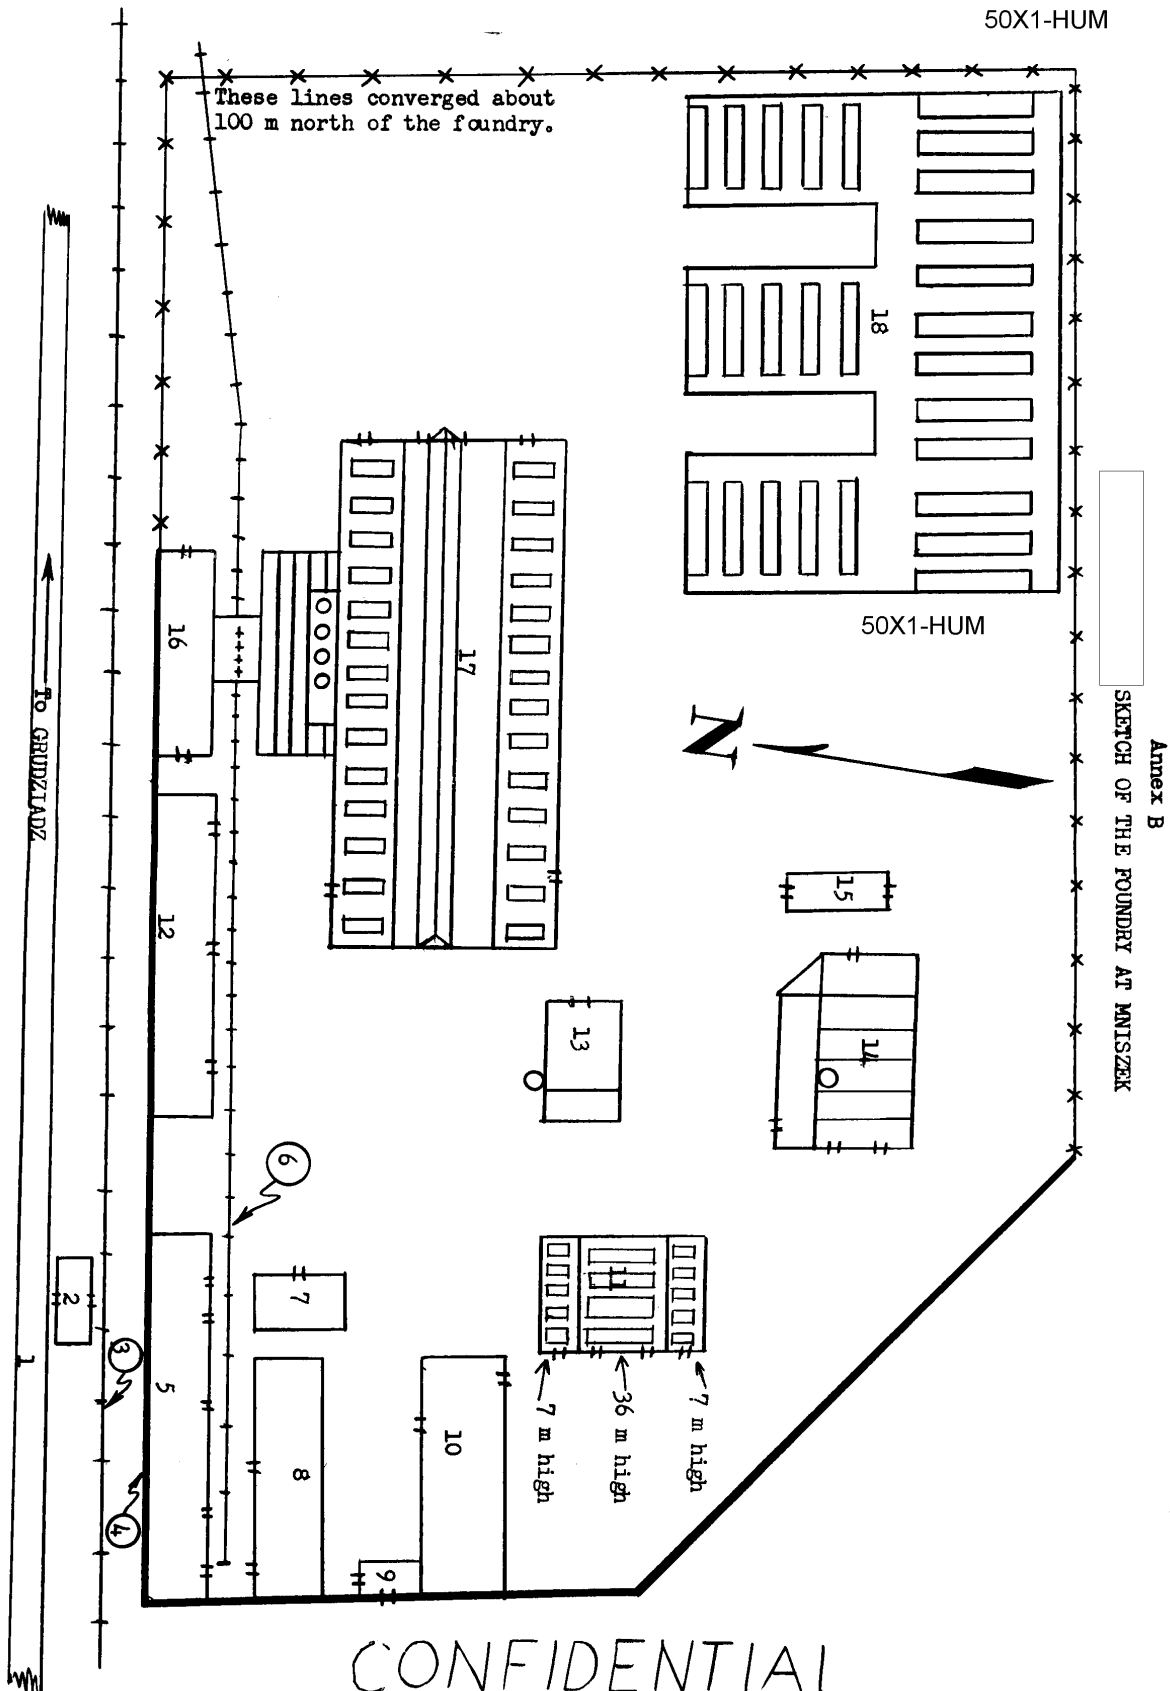 50X1-HUM
These lines converged about
100 m north of the foundry.
18
50X1-HUM
Annex B
SKETCH OF THE FOUNDRY AT MNISZEK
N
17
16
To GRUDZIADZ
15
12
13
14
6
7
11
2
3
1
5
4
8
10
9
7 m high
36 m high
7 m high
CONFIDENTIAL